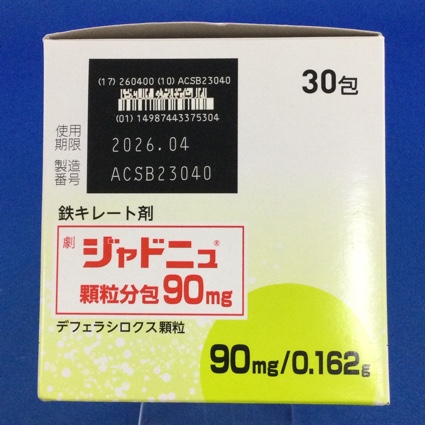 (17) 260400 (10) ACSB23040
(01) 14987443375304
使用期限 2026.04
製造番号 ACSB23040
30包
鉄キレート剤
劇 ジャドニュ®
顆粒分包90mg
デフェラシロクス顆粒
90mg/0.162g